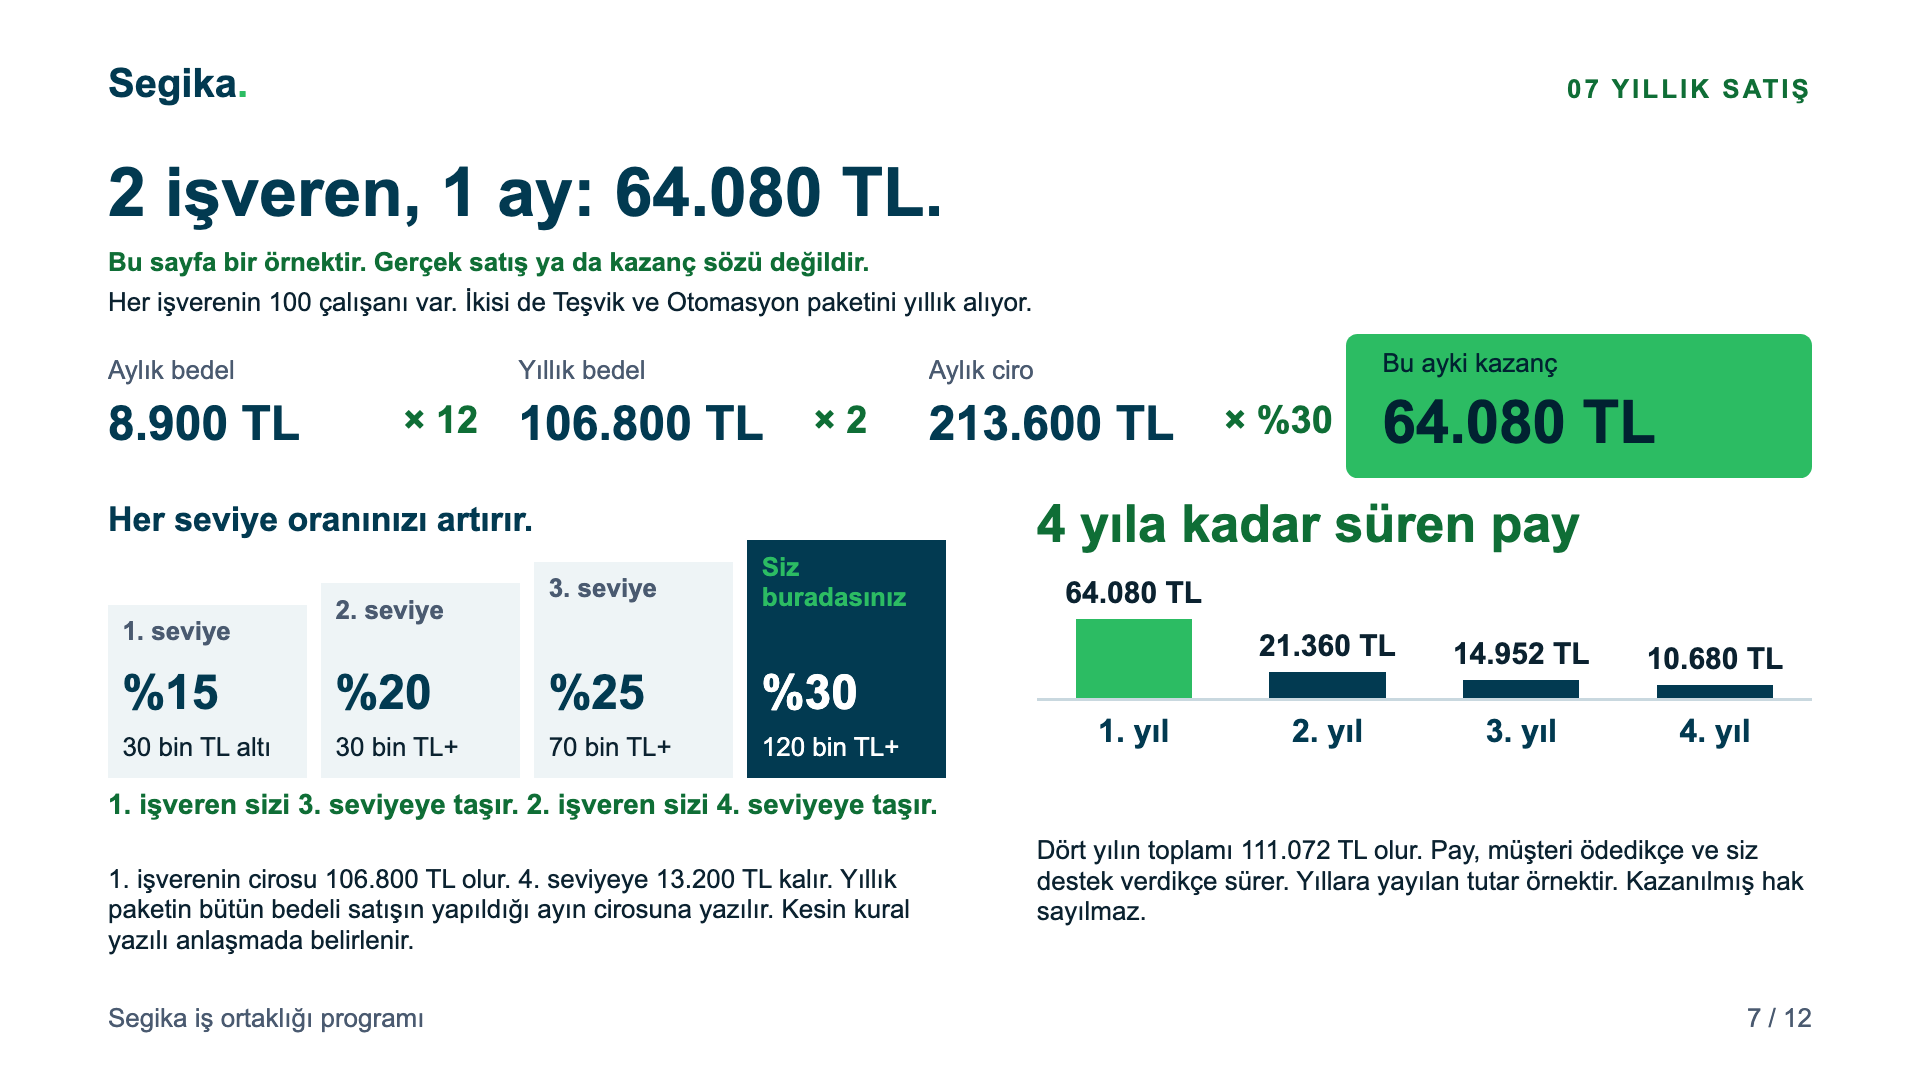 Segika.
07 YILLIK SATIŞ
2 işveren, 1 ay: 64.080 TL.
Bu sayfa bir örnektir. Gerçek satış ya da kazanç sözü değildir.
Her işverenin 100 çalışanı var. İkisi de Teşvik ve Otomasyon paketini yıllık alıyor.
Aylık bedel
8.900 TL
× 12
Yıllık bedel
106.800 TL
× 2
Aylık ciro
213.600 TL
× %30
Bu ayki kazanç
64.080 TL
Her seviye oranınızı artırır.
1. seviye
%15
30 bin TL altı
2. seviye
%20
30 bin TL+
3. seviye
%25
70 bin TL+
Siz
buradasınız
%30
120 bin TL+
1. işveren sizi 3. seviyeye taşır. 2. işveren sizi 4. seviyeye taşır.
1. işverenin cirosu 106.800 TL olur. 4. seviyeye 13.200 TL kalır. Yıllık
paketin bütün bedeli satışın yapıldığı ayın cirosuna yazılır. Kesin kural
yazılı anlaşmada belirlenir.
4 yıla kadar süren pay
64.080 TL
21.360 TL
14.952 TL
10.680 TL
1. yıl
2. yıl
3. yıl
4. yıl
Dört yılın toplamı 111.072 TL olur. Pay, müşteri ödedikçe ve siz
destek verdikçe sürer. Yıllara yayılan tutar örnektir. Kazanılmış hak
sayılmaz.
Segika iş ortaklığı programı
7 / 12